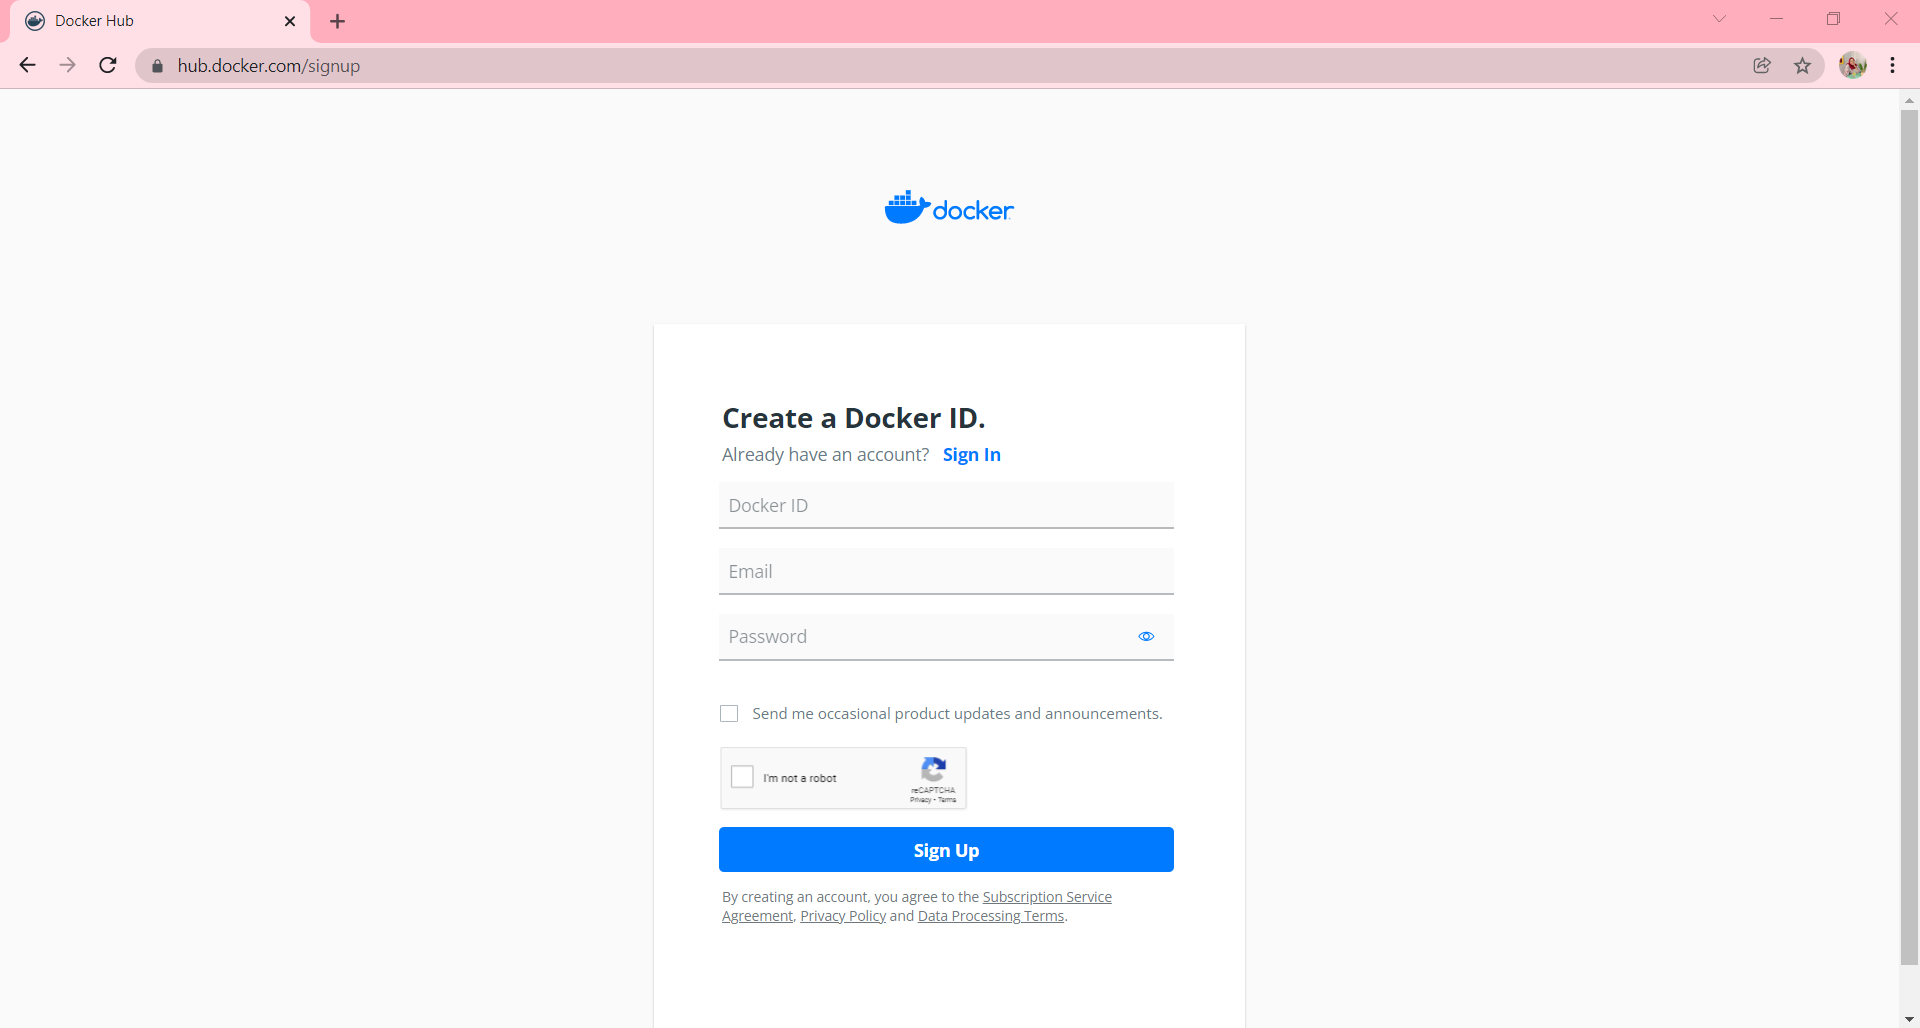 Docker Hub
hub.docker.com/signup
docker
Create a Docker ID.
Already have an account? Sign In
Docker ID
Email
Password
Send me occasional product updates and announcements.
I'm not a robot
reCAPTCHA
Privacy - Terms
Sign Up
By creating an account, you agree to the Subscription Service
Agreement, Privacy Policy and Data Processing Terms.